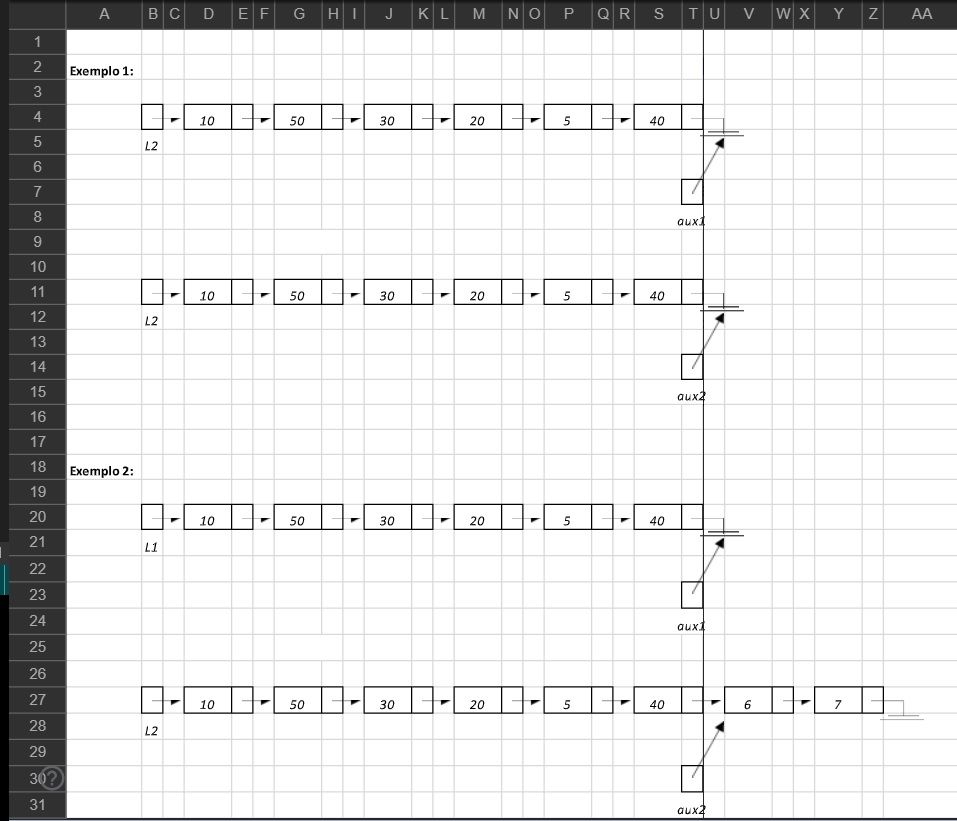 A B C D E F G H I J K L M N O P Q R S T U V W X Y Z AA
1
2 Exemplo 1:
3
4 10 50 30 20 5 40
5 L2
6
7
8 aux1
9
10
11 10 50 30 20 5 40
12 L2
13
14
15 aux2
16
17
18 Exemplo 2:
19
20 10 50 30 20 5 40
21 L1
22
23
24 aux1
25
26
27 10 50 30 20 5 40 6 7
28 L2
29
30 ?
31 aux2